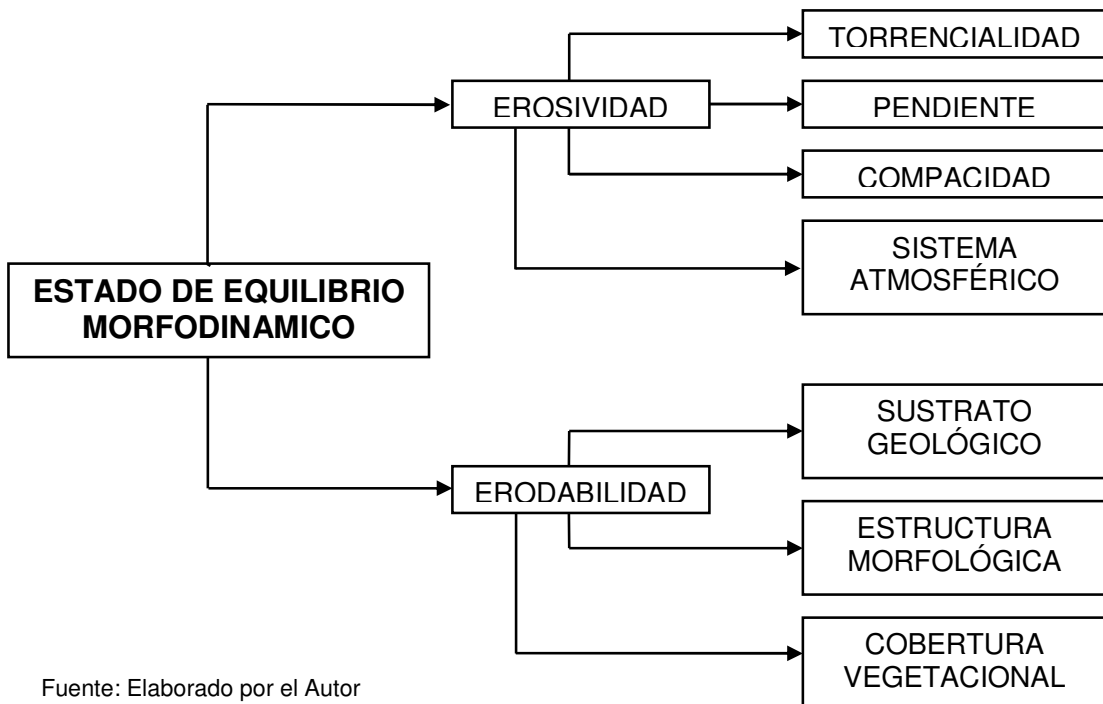 TORRENCIALIDAD
EROSIVIDAD
PENDIENTE
COMPACIDAD
SISTEMA
ATMOSFÉRICO
ESTADO DE EQUILIBRIO
MORFODINAMICO
SUSTRATO
GEOLÓGICO
ERODABILIDAD
ESTRUCTURA
MORFOLÓGICA
COBERTURA
VEGETACIONAL
Fuente: Elaborado por el Autor